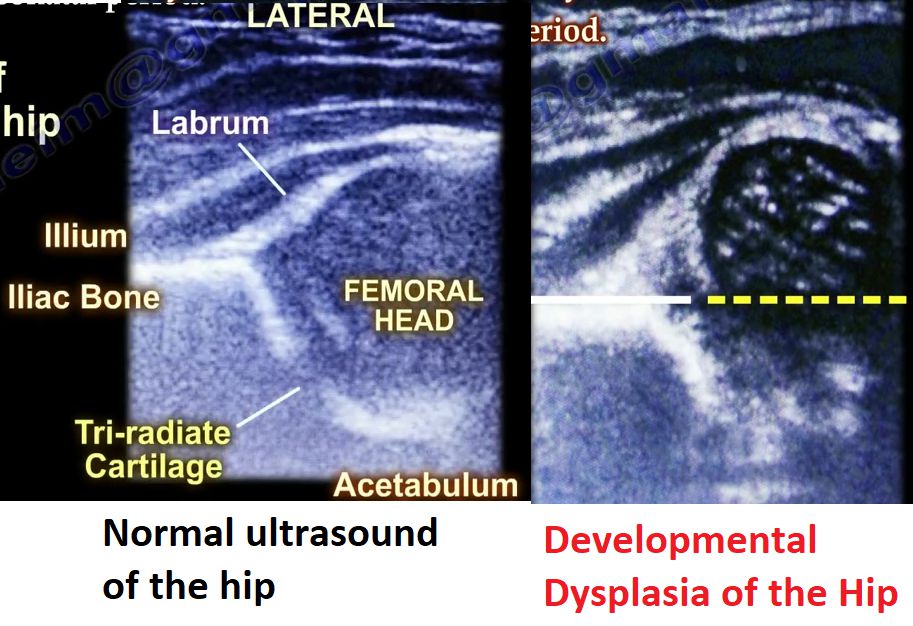 LATERAL
eriod.
f
hip
Labrum
Illium
Iliac Bone
FEMORAL
HEAD
Tri-radiate
Cartilage
Acetabulum
Normal ultrasound
of the hip
Developmental
Dysplasia of the Hip